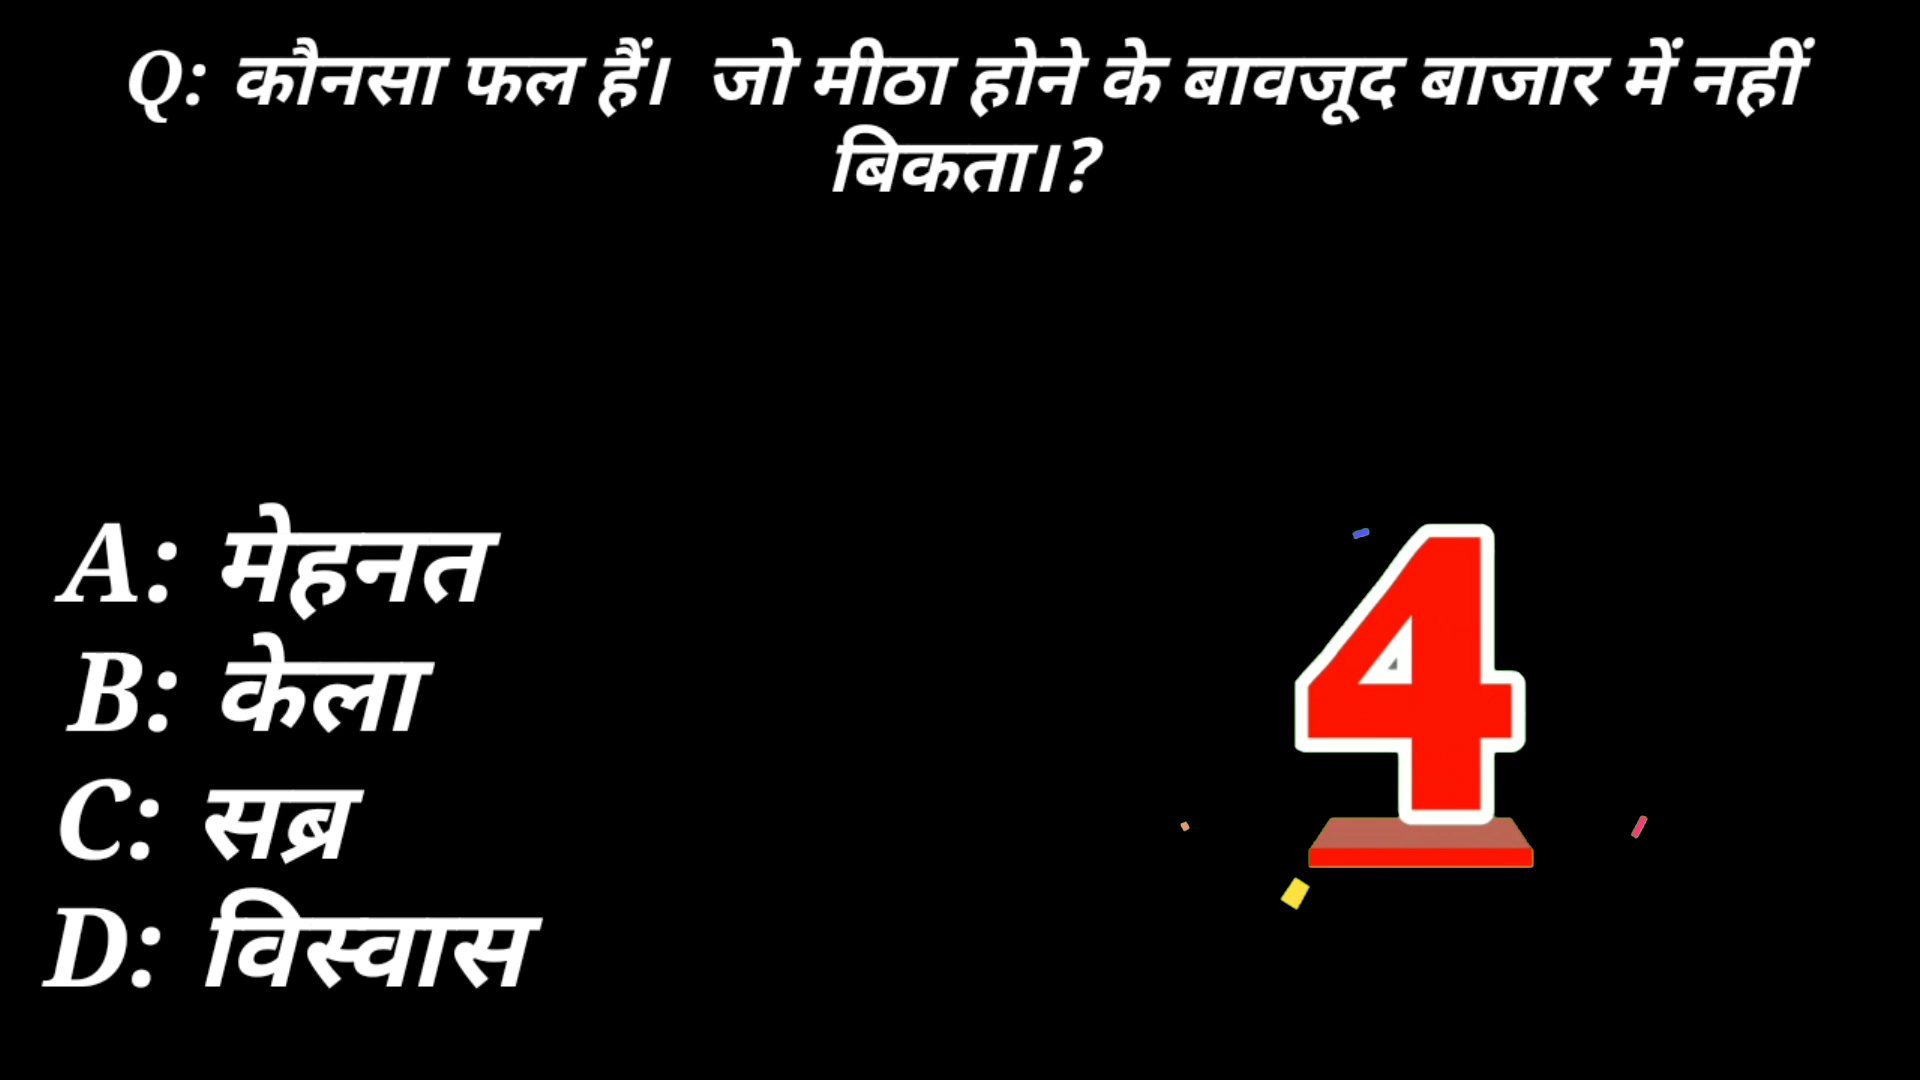 Q: कौनसा फल हैं। जो मीठा होने के बावजूद बाजार में नहीं
बिकता।?
A: मेहनत
B: केला
C: सब्र
D: विस्वास
4